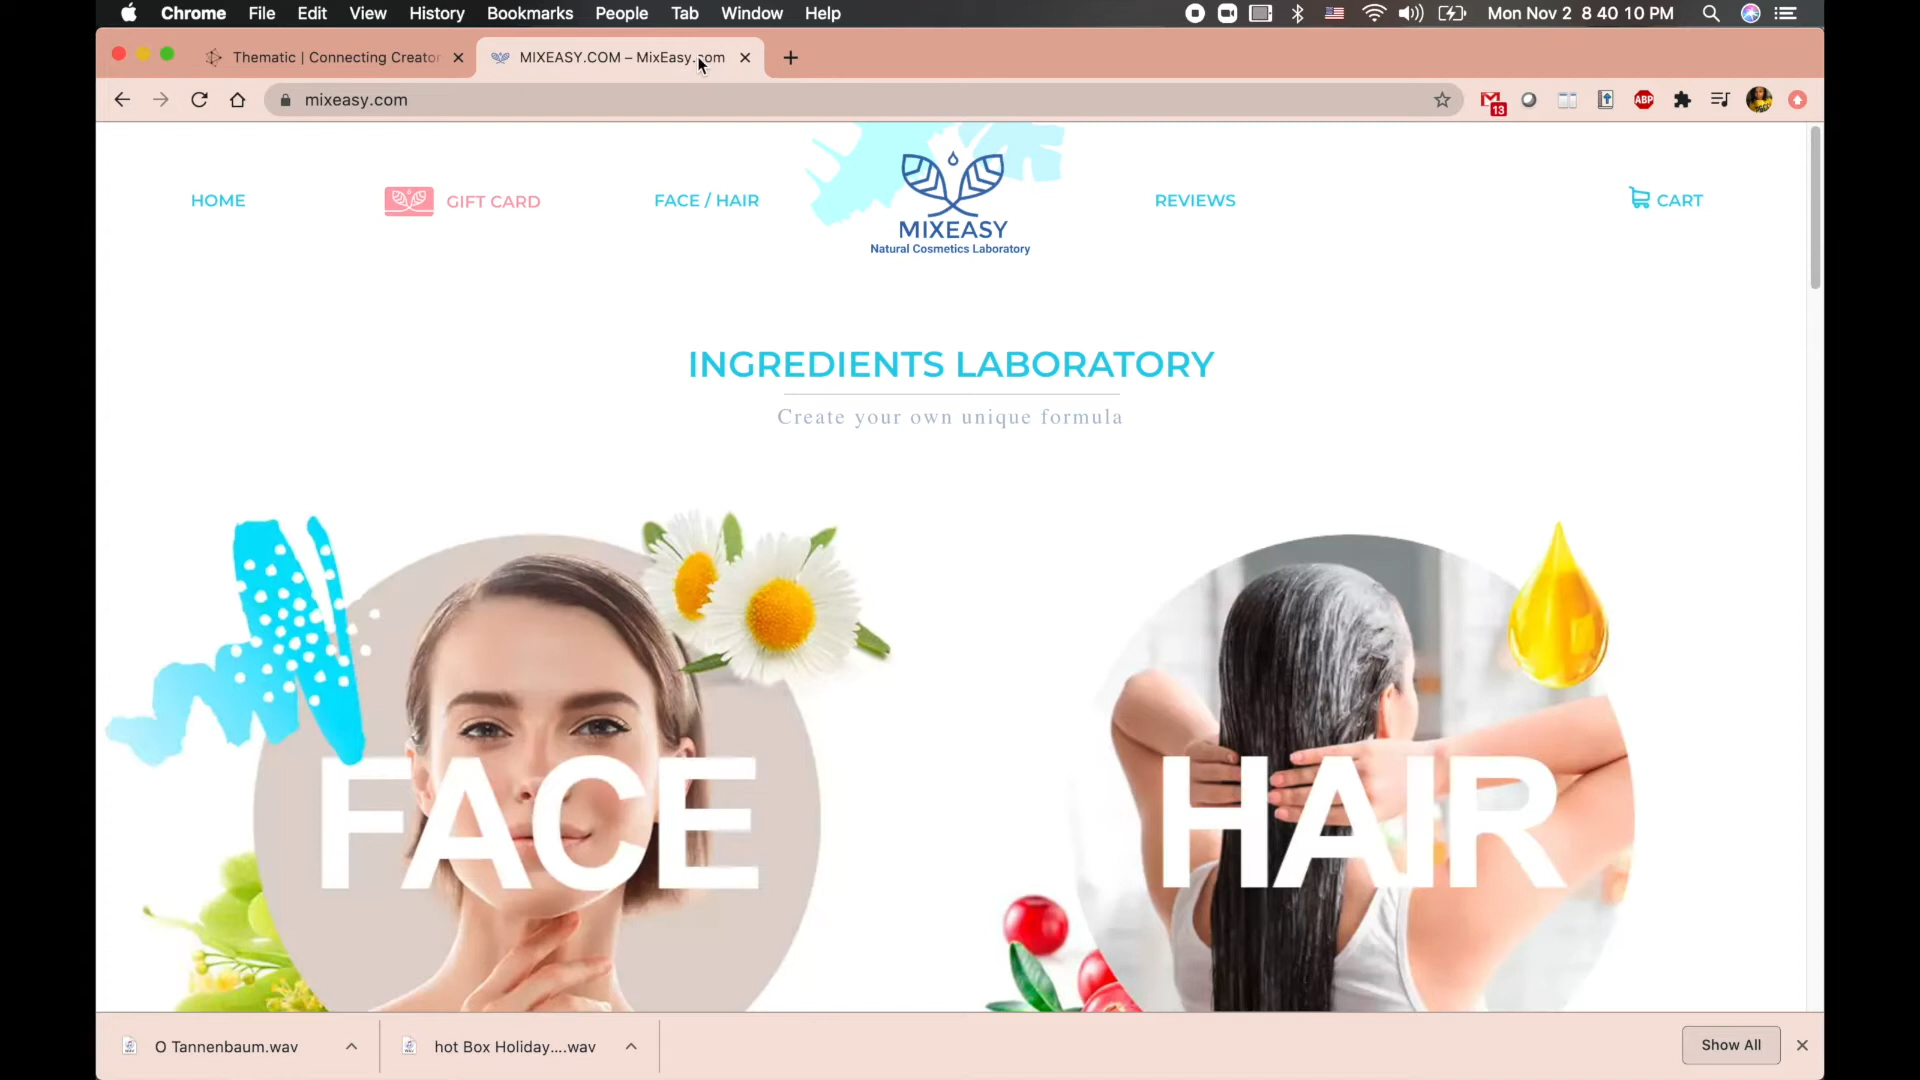 Chrome File Edit View History Bookmarks People Tab Window Help Mon Nov 2 8 40 10 PM
Thematic | Connecting Creator MIXEASY.COM – MixEasy.com
mixeasy.com
13
ABP
HOME
GIFT CARD
FACE / HAIR
MIXEASY
Natural Cosmetics Laboratory
REVIEWS
CART
INGREDIENTS LABORATORY
Create your own unique formula
FACE
HAIR
O Tannenbaum.wav
hot Box Holiday....wav
Show All